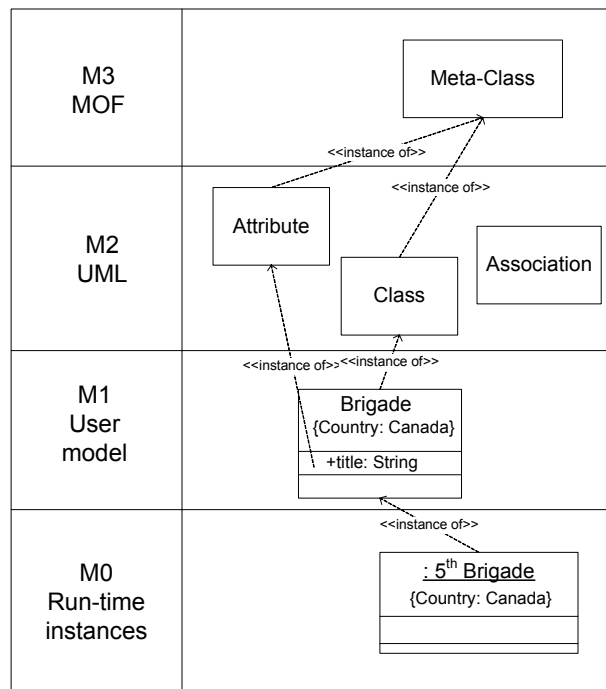 M3
MOF
Meta-Class
<<instance of>>
<<instance of>>
M2
UML
Attribute
Class
Association
<<instance of>>
<<instance of>>
M1
User
model
Brigade
{Country: Canada}
+title: String
<<instance of>>
M0
Run-time
instances
: 5th Brigade
{Country: Canada}